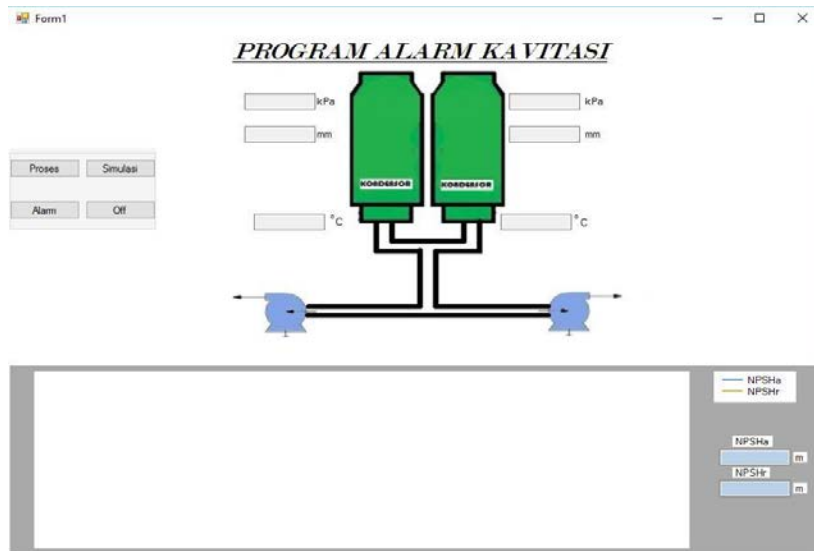 Form1
PROGRAM ALARM KAVITASI
kPa
kPa
mm
mm
Proses Simulasi
KONDENSOR KONDENSOR
Alarm Off
°C
°C
NPSHa
NPSHr
NPSHa
m
NPSHr
m